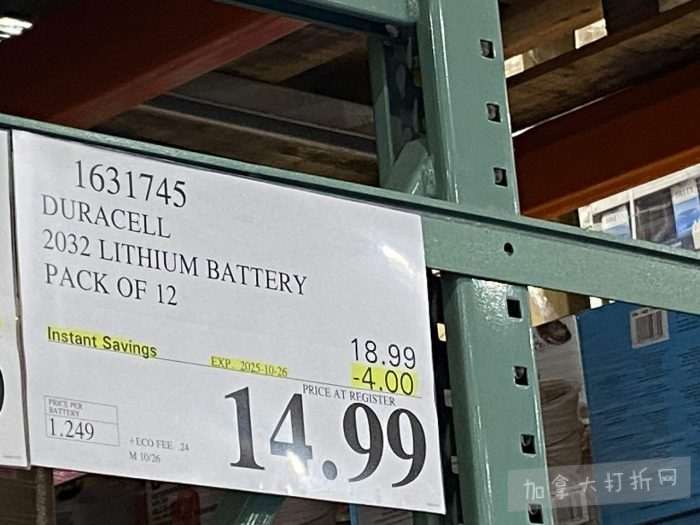 1631745
DURACELL
2032 LITHIUM BATTERY
PACK OF 12
Instant Savings
EXP. 2025-10-26
18.99
-4.00
PRICE AT REGISTER
14.99
PRICE PER
BATTERY
1.249
+ECO FEE .24
M 10/26
加拿大打折网